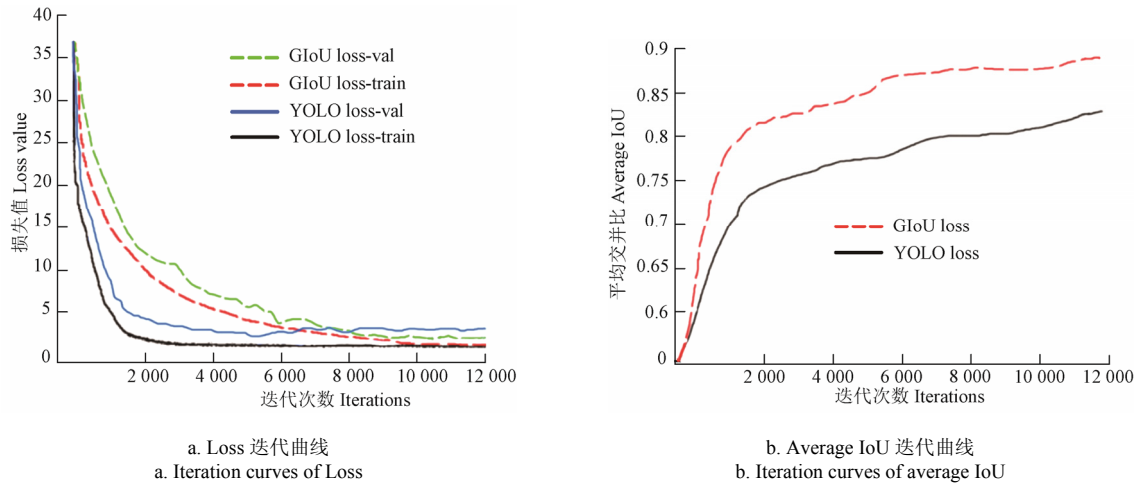 40
35
30
25
20
15
10
5
0
损失值 Loss value
GIoU loss-val
GIoU loss-train
YOLO loss-val
YOLO loss-train
2 000 4 000 6 000 8 000 10 000 12 000
迭代次数 Iterations
a. Loss 迭代曲线
a. Iteration curves of Loss
0.9
0.85
0.8
0.75
0.7
0.65
0.6
0
平均交并比 Average IoU
GIoU loss
YOLO loss
2 000 4 000 6 000 8 000 10 000 12 000
迭代次数 Iterations
b. Average IoU 迭代曲线
b. Iteration curves of average IoU